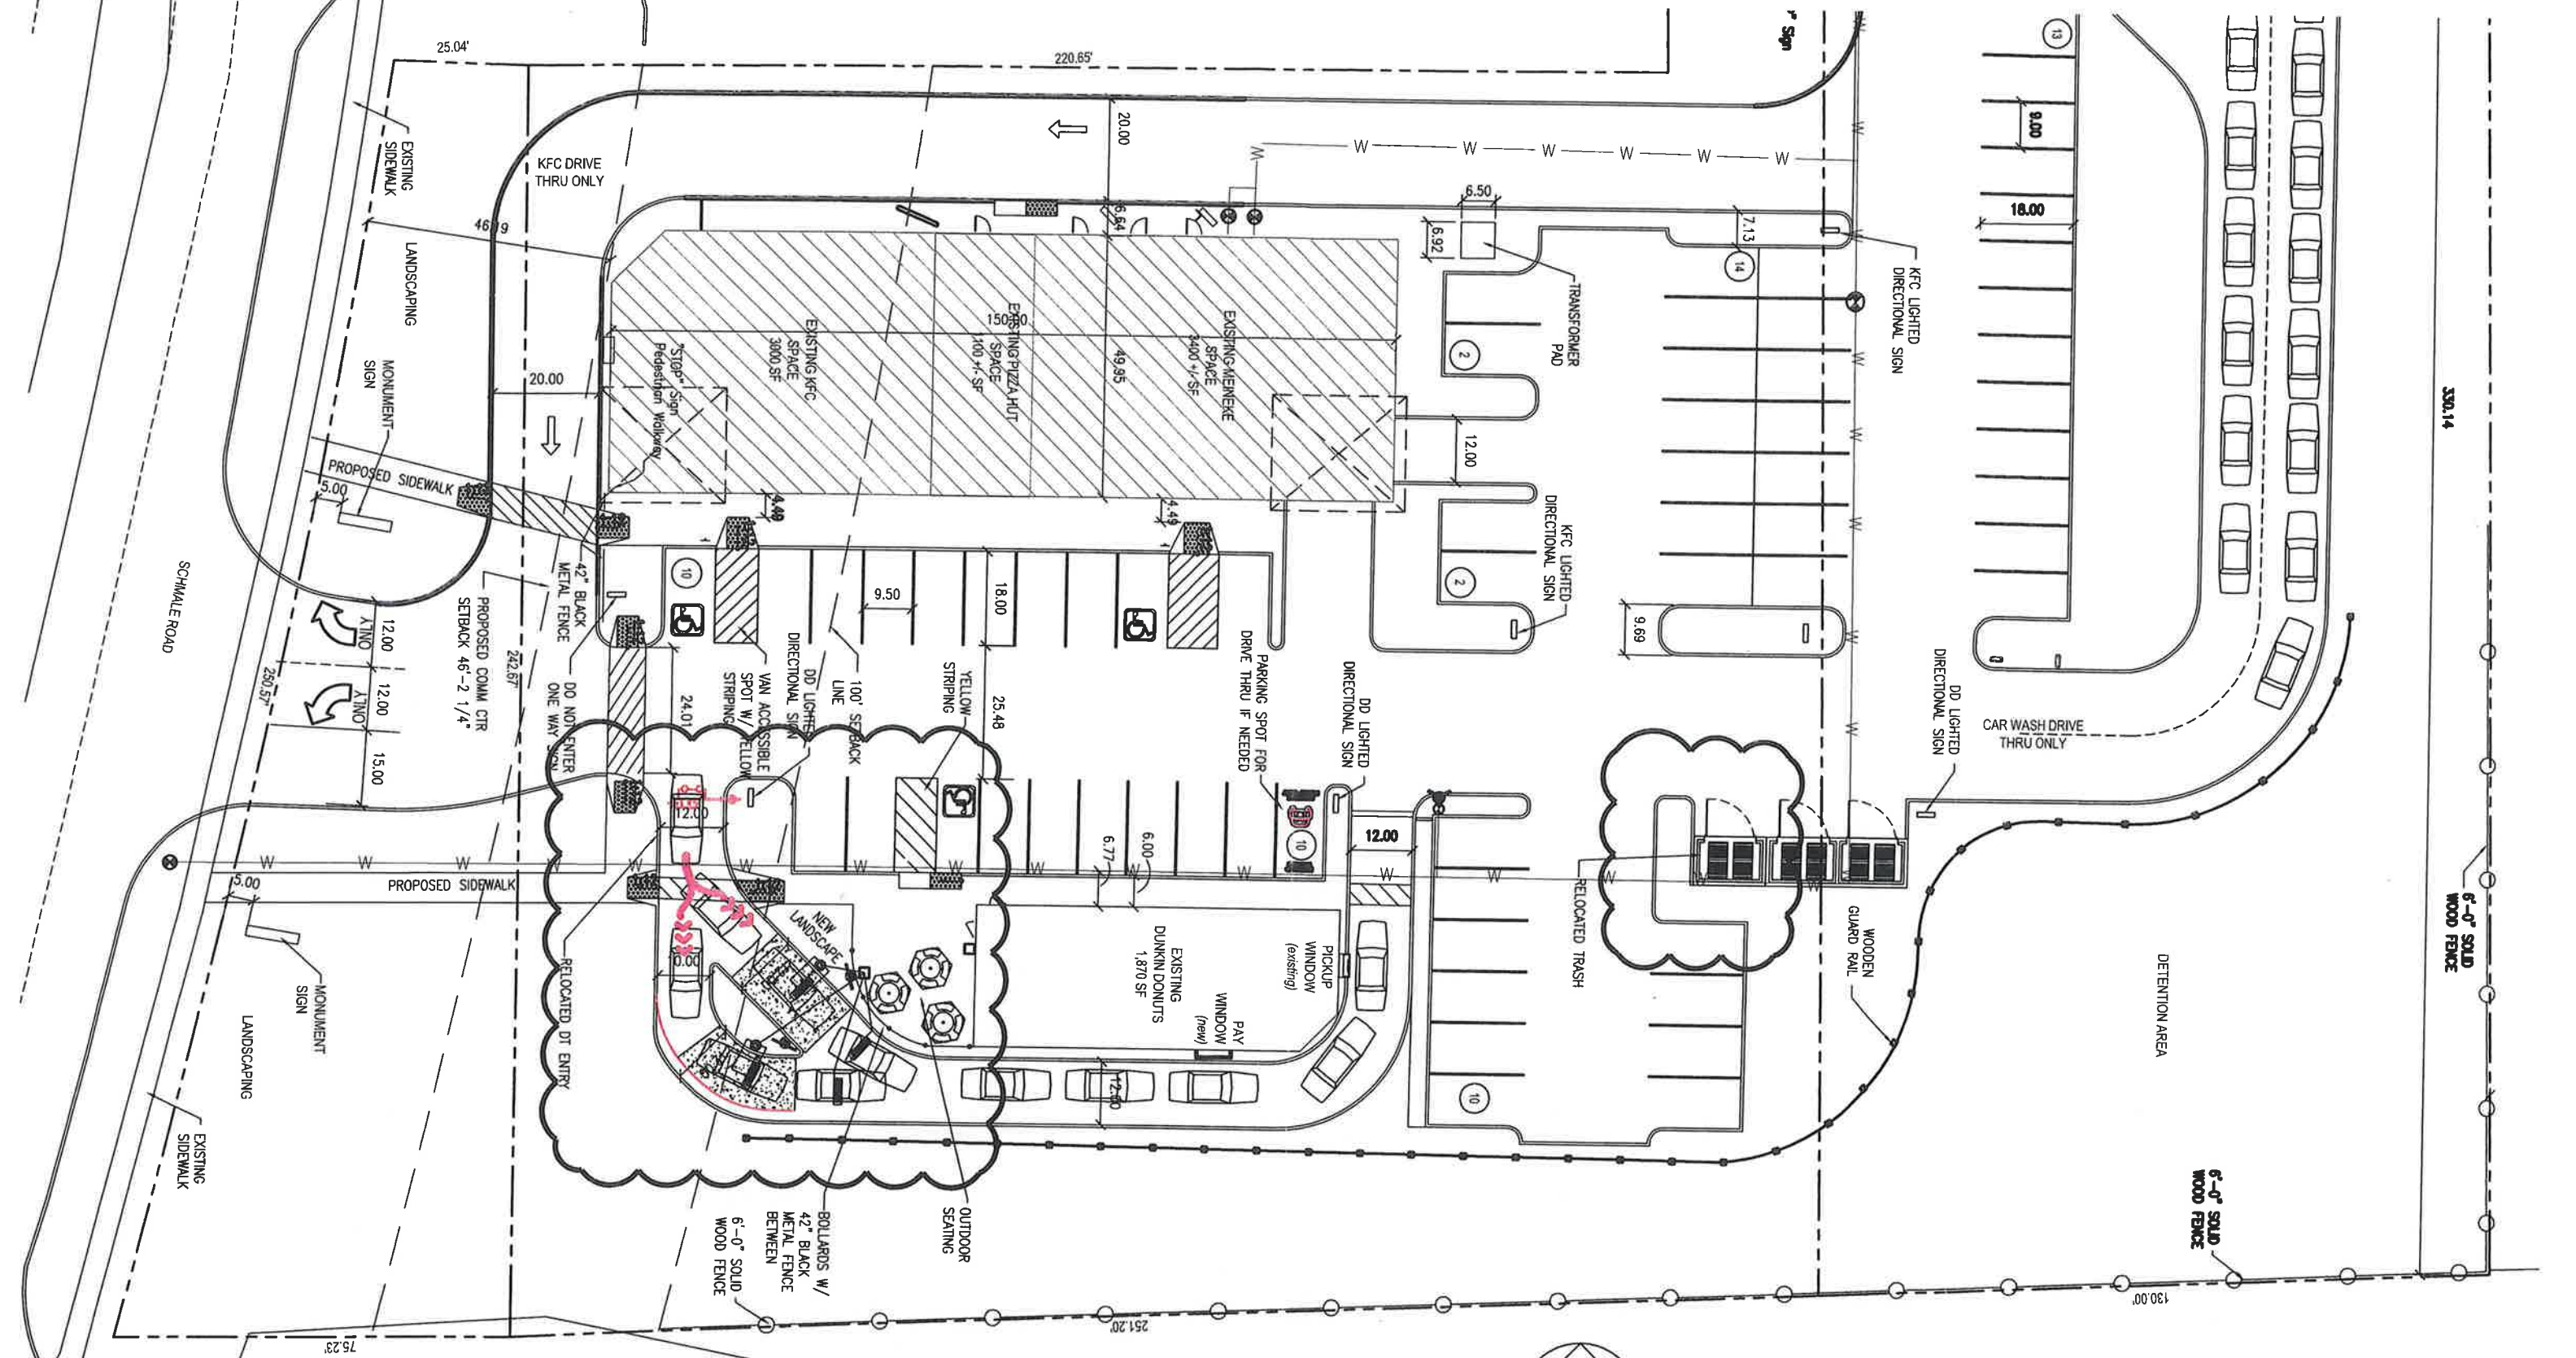 25.04'
220.65'
13
9.00
18.00
330.14
EXISTING
SIDEWALK
46.19
LANDSCAPING
KFC DRIVE
THRU ONLY
20.00
6.64
6.50
6.92
7.13
14
TRANSFORMER
PAD
KFC LIGHTED
DIRECTIONAL SIGN
W
W
W
W
W
W
W
"STOP" Sign
Pedestrian Walkway
EXISTING KFC
SPACE
3000 SF
150.00
EXISTING PIZZA HUT
SPACE
1100 +/- SF
49.95
EXISTING MEINEKE
SPACE
3400 +/- SF
2
12.00
MONUMENT
SIGN
20.00
PROPOSED SIDEWALK
5.00
4.49
4.49
KFC LIGHTED
DIRECTIONAL SIGN
2
9.69
SCHMALE ROAD
250.57'
242.67'
12.00
12.00
15.00
ONLY
ONLY
PROPOSED COMM CTR
SETBACK 46'-2 1/4"
42" BLACK
METAL FENCE
DO NOT ENTER
ONE WAY SIGN
10
9.50
18.00
24.01
25.48
VAN ACCESSIBLE
SPOT W/ YELLOW
STRIPING
DD LIGHTED
DIRECTIONAL SIGN
100' SETBACK
LINE
YELLOW
STRIPING
PARKING SPOT FOR
DRIVE THRU IF NEEDED
DD LIGHTED
DIRECTIONAL SIGN
DD LIGHTED
DIRECTIONAL SIGN
CAR WASH DRIVE
THRU ONLY
12.00
6.77
6.00
10
12.00
PROPOSED SIDEWALK
5.00
MONUMENT
SIGN
LANDSCAPING
EXISTING
SIDEWALK
RELOCATED DT ENTRY
NEW
LANDSCAPE
EXISTING
DUNKIN DONUTS
1,870 SF
PICKUP
WINDOW
(existing)
PAY
WINDOW
(new)
12.00
10
RELOCATED TRASH
WOODEN
GUARD RAIL
DETENTION AREA
6'-0" SOLID
WOOD FENCE
6'-0" SOLID
WOOD FENCE
OUTDOOR
SEATING
BOLLARDS W/
42" BLACK
METAL FENCE
BETWEEN
6'-0" SOLID
WOOD FENCE
75.23'
251.20'
130.00'